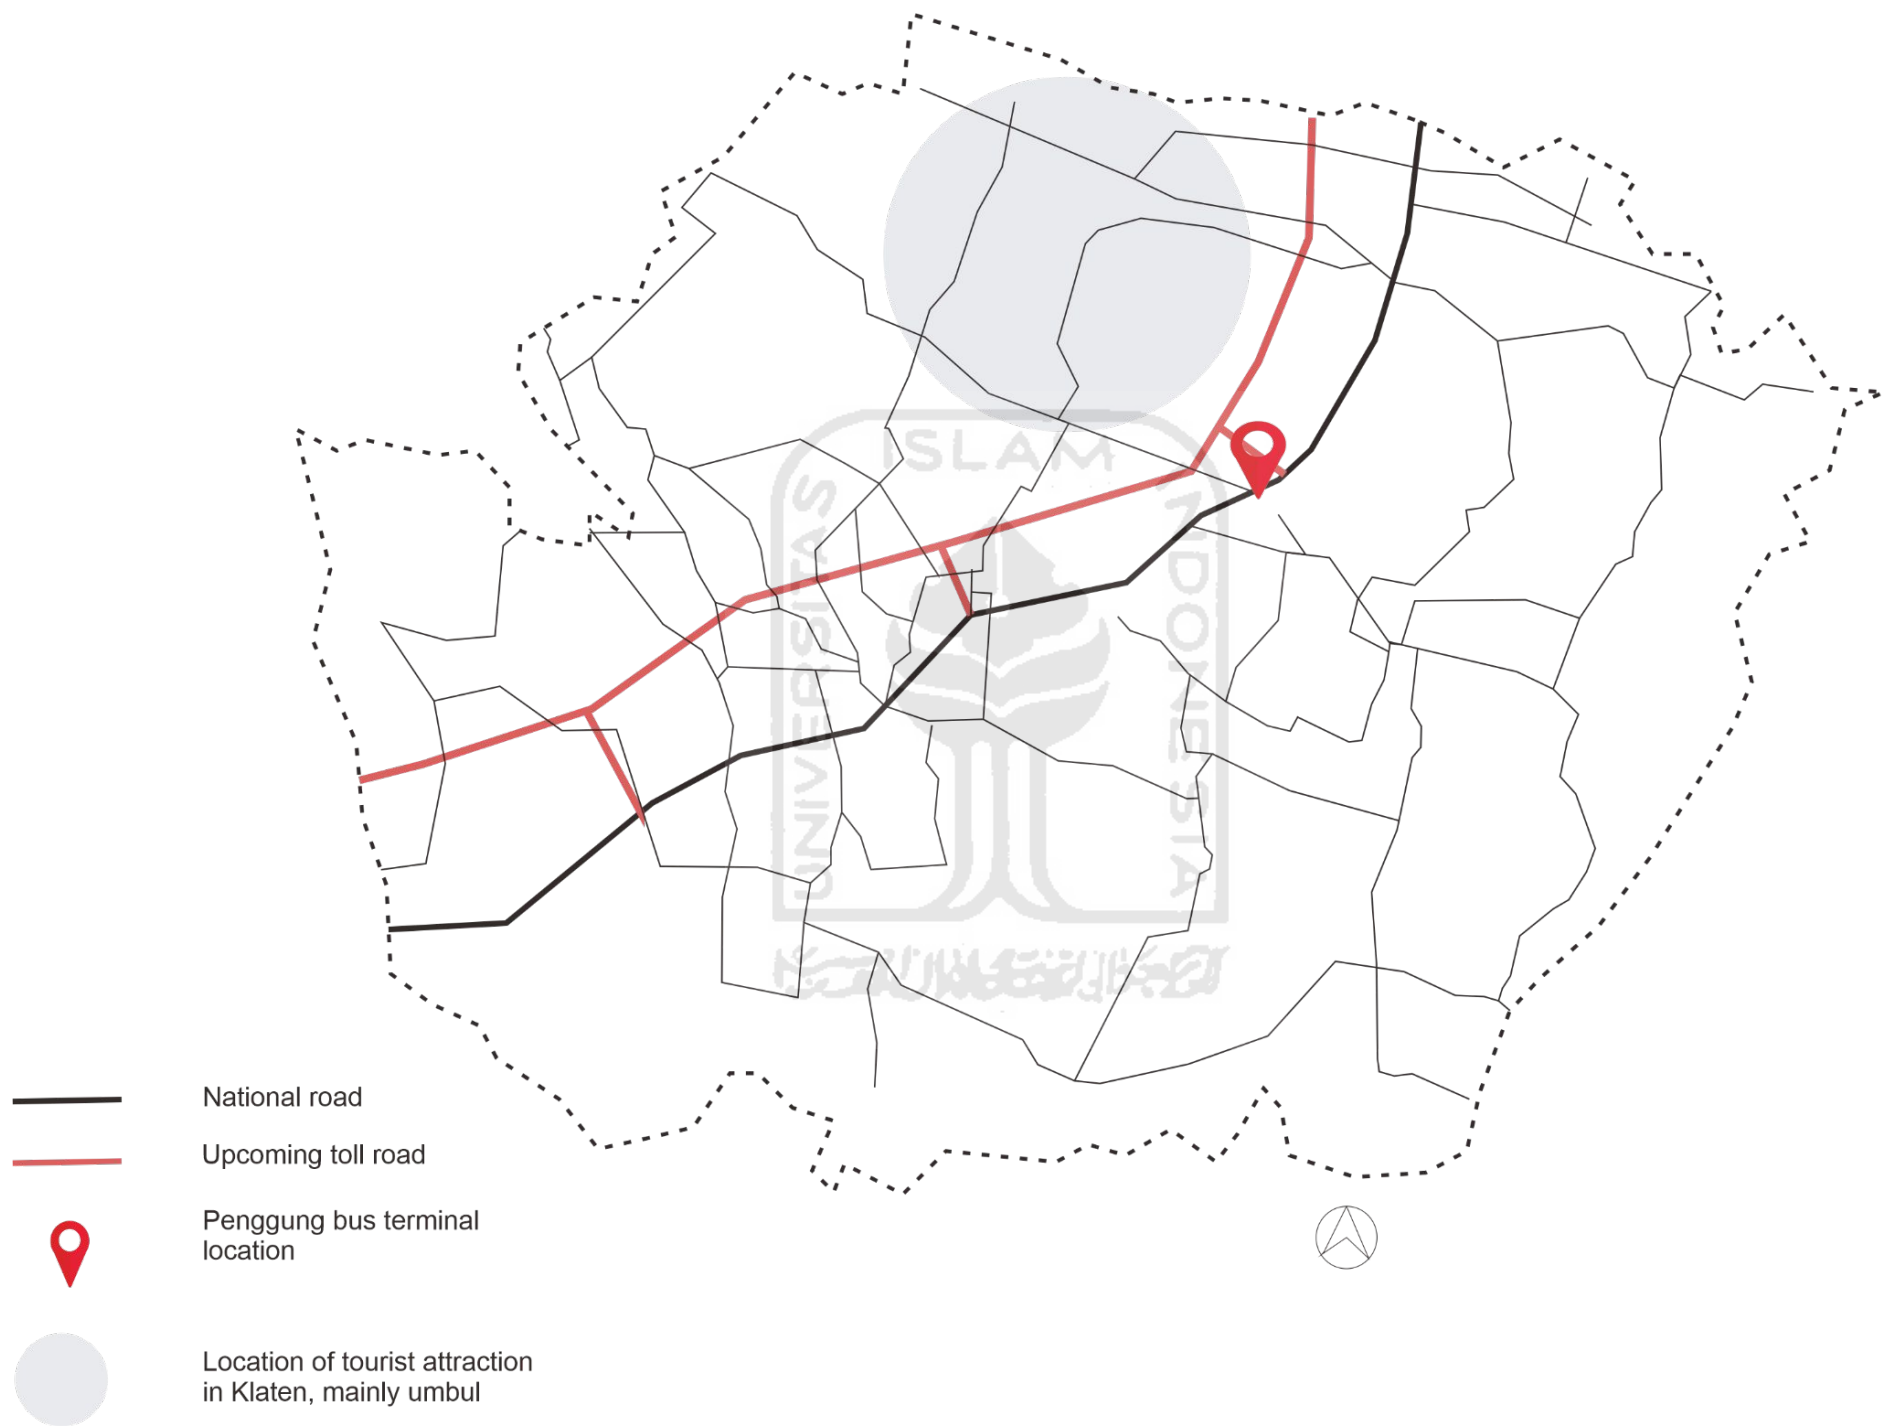 ISLAM
UNIVERSITAS
INDONESIA
National road
Upcoming toll road
Penggung bus terminal
location
Location of tourist attraction
in Klaten, mainly umbul